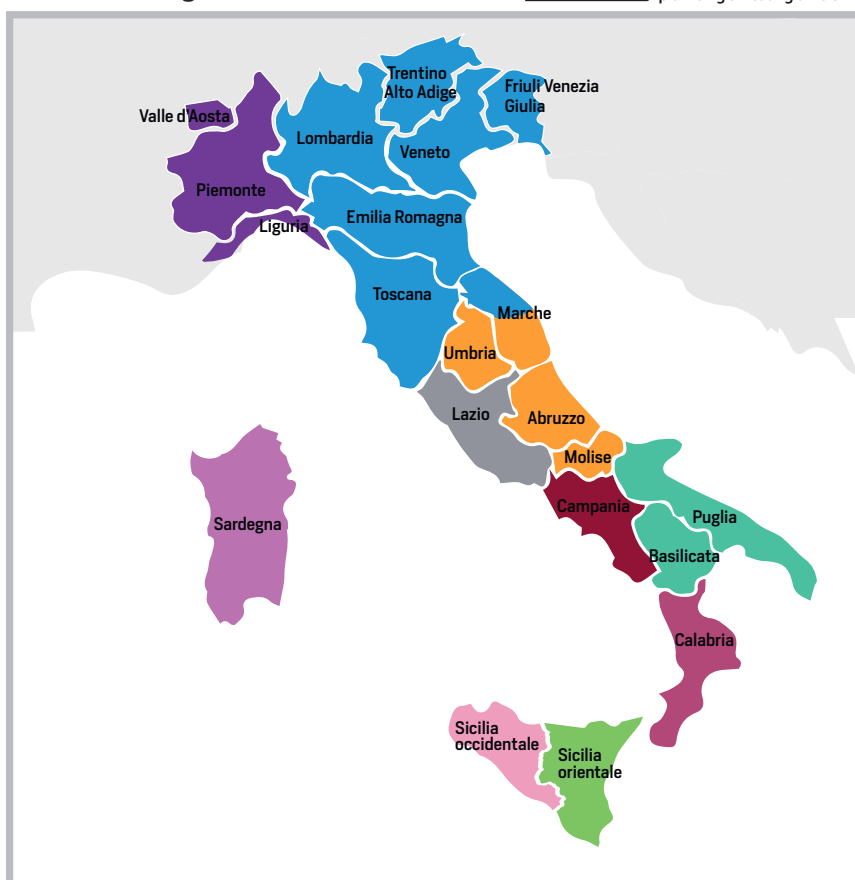 Trentino
Alto Adige
Friuli Venezia
Giulia
Valle d'Aosta
Lombardia
Veneto
Piemonte
Emilia Romagna
Liguria
Toscana
Marche
Umbria
Lazio
Abruzzo
Molise
Campania
Puglia
Sardegna
Basilicata
Calabria
Sicilia
occidentale
Sicilia
orientale